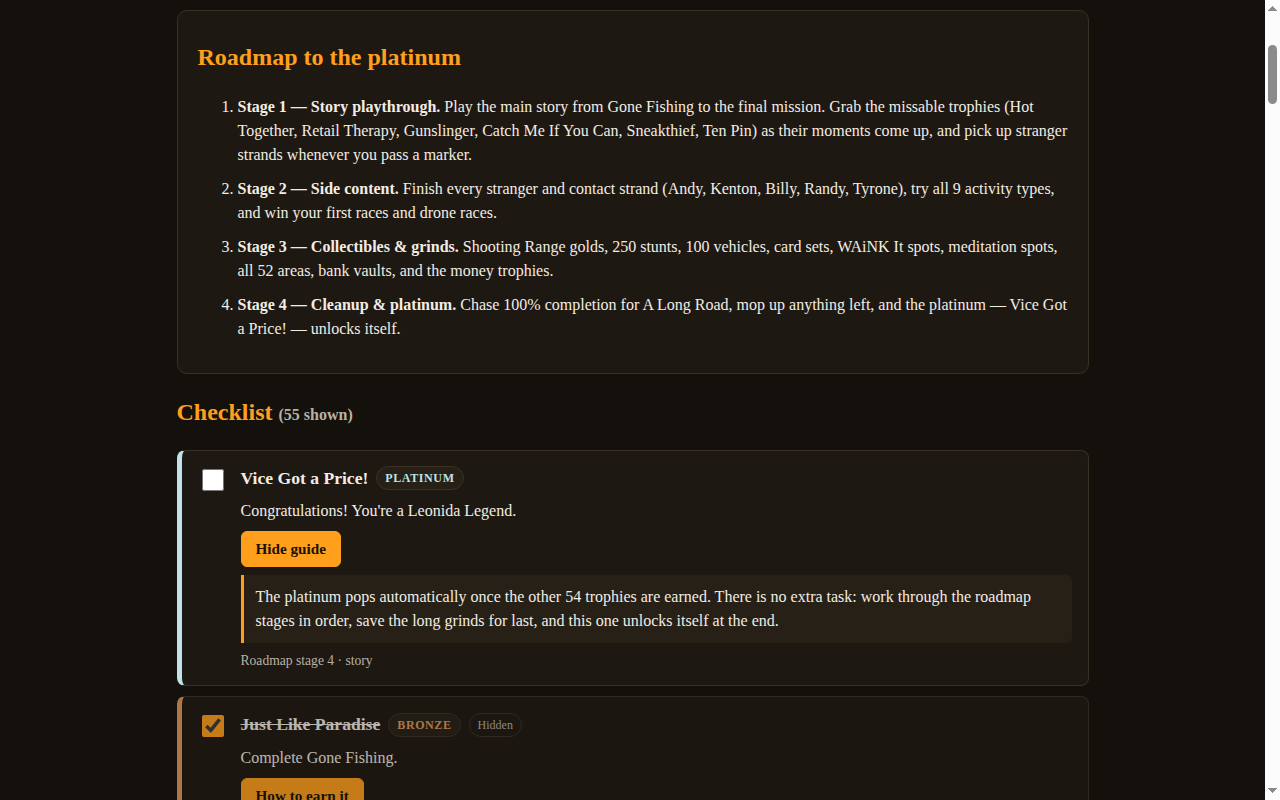 Roadmap to the platinum
1. Stage 1 — Story playthrough. Play the main story from Gone Fishing to the final mission. Grab the missable trophies (Hot
Together, Retail Therapy, Gunslinger, Catch Me If You Can, Sneakthief, Ten Pin) as their moments come up, and pick up stranger
strands whenever you pass a marker.
2. Stage 2 — Side content. Finish every stranger and contact strand (Andy, Kenton, Billy, Randy, Tyrone), try all 9 activity types,
and win your first races and drone races.
3. Stage 3 — Collectibles & grinds. Shooting Range golds, 250 stunts, 100 vehicles, card sets, WAiNK It spots, meditation spots,
all 52 areas, bank vaults, and the money trophies.
4. Stage 4 — Cleanup & platinum. Chase 100% completion for A Long Road, mop up anything left, and the platinum — Vice Got
a Price! — unlocks itself.
Checklist (55 shown)
Vice Got a Price! PLATINUM
Congratulations! You're a Leonida Legend.
Hide guide
The platinum pops automatically once the other 54 trophies are earned. There is no extra task: work through the roadmap
stages in order, save the long grinds for last, and this one unlocks itself at the end.
Roadmap stage 4 · story
Just Like Paradise BRONZE Hidden
Complete Gone Fishing.
How to earn it